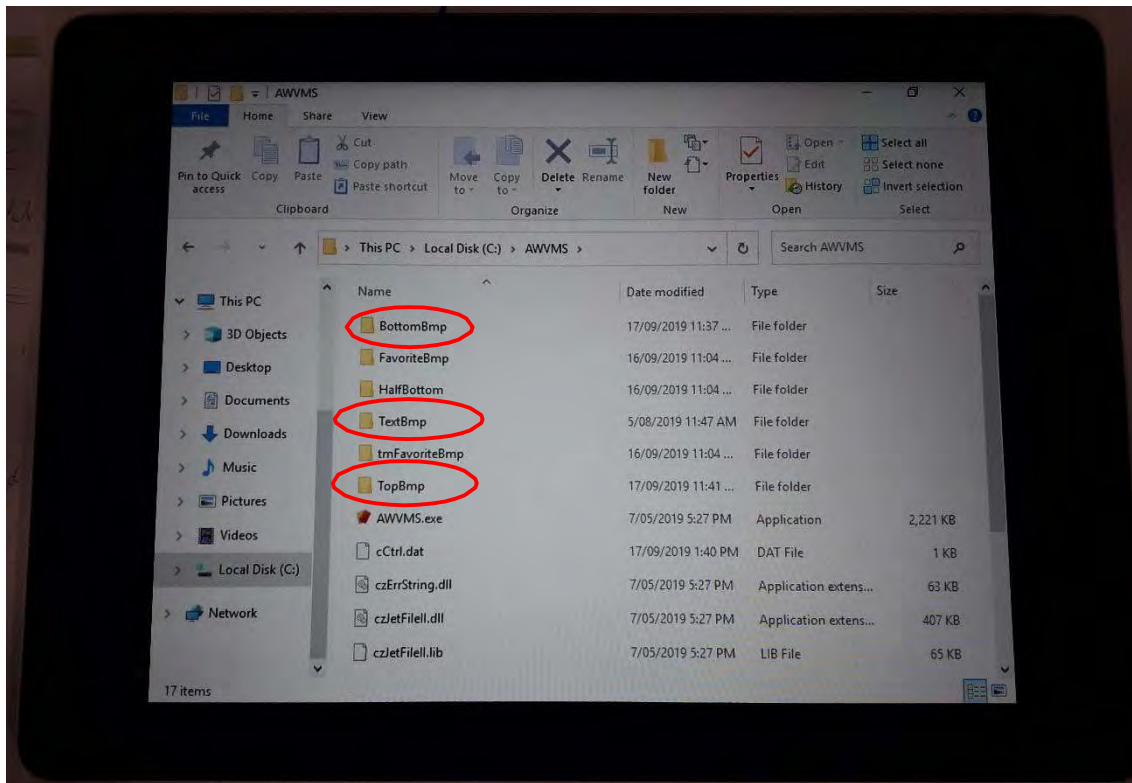 AWVMS
File Home Share View
Pin to Quick access
Copy
Paste
Cut
Copy path
Paste shortcut
Move to
Copy to
Delete
Rename
New folder
Properties
Open
Edit
History
Select all
Select none
Invert selection
Clipboard Organize New Open Select
This PC > Local Disk (C:) > AWVMS >
Search AWVMS
This PC
3D Objects
Desktop
Documents
Downloads
Music
Pictures
Videos
Local Disk (C:)
Network
Name Date modified Type Size
BottomBmp 17/09/2019 11:37 ... File folder
FavoriteBmp 16/09/2019 11:04 ... File folder
HalfBottom 16/09/2019 11:04 ... File folder
TextBmp 5/08/2019 11:47 AM File folder
tmFavoriteBmp 16/09/2019 11:04 ... File folder
TopBmp 17/09/2019 11:41 ... File folder
AWVMS.exe 7/05/2019 5:27 PM Application 2,221 KB
cCtrl.dat 17/09/2019 1:40 PM DAT File 1 KB
czErrString.dll 7/05/2019 5:27 PM Application extens... 63 KB
czJetFileII.dll 7/05/2019 5:27 PM Application extens... 407 KB
czJetFileII.lib 7/05/2019 5:27 PM LIB File 65 KB
17 items